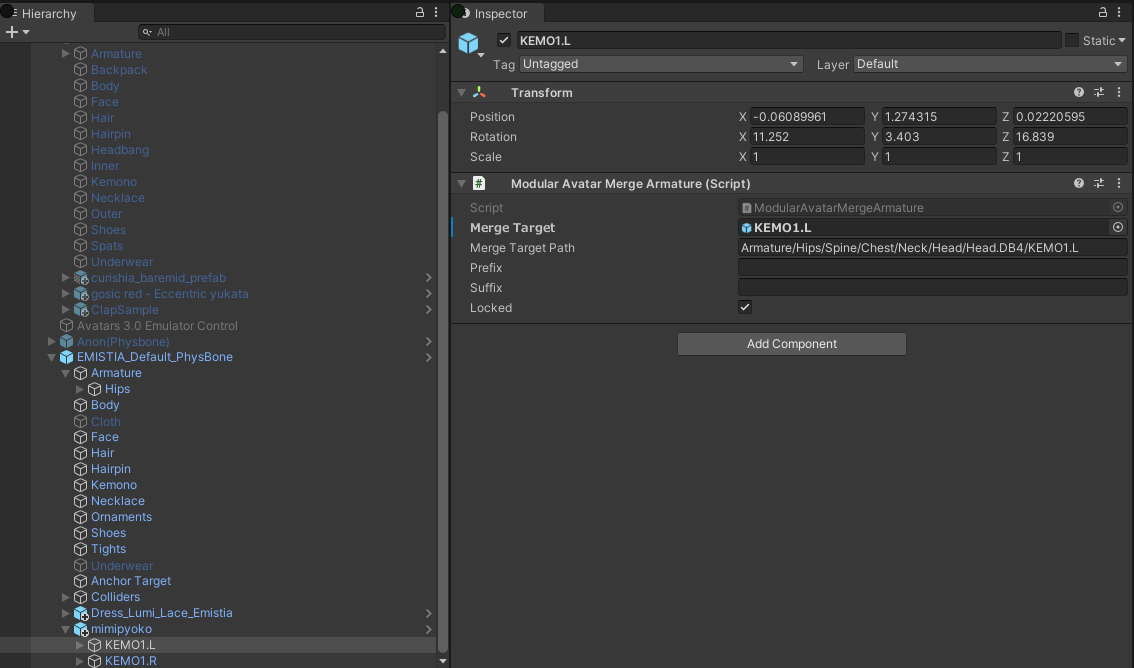 Hierarchy
All
Armature
Backpack
Body
Face
Hair
Hairpin
Headbang
Inner
Kemono
Necklace
Outer
Shoes
Spats
Underwear
curishia_baremid_prefab
gosic red - Eccentric yukata
ClapSample
Avatars 3.0 Emulator Control
Anon(Physbone)
EMISTIA_Default_PhysBone
Armature
Hips
Body
Cloth
Face
Hair
Hairpin
Kemono
Necklace
Ornaments
Shoes
Tights
Underwear
Anchor Target
Colliders
Dress_Lumi_Lace_Emistia
mimipyoko
KEMO1.L
KEMO1.R
Inspector
KEMO1.L Static
Tag Untagged Layer Default
Transform
Position X -0.06089961 Y 1.274315 Z 0.02220595
Rotation X 11.252 Y 3.403 Z 16.839
Scale X 1 Y 1 Z 1
# Modular Avatar Merge Armature (Script)
Script # ModularAvatarMergeArmature
Merge Target KEMO1.L
Merge Target Path Armature/Hips/Spine/Chest/Neck/Head/Head.DB4/KEMO1.L
Prefix
Suffix
Locked
Add Component